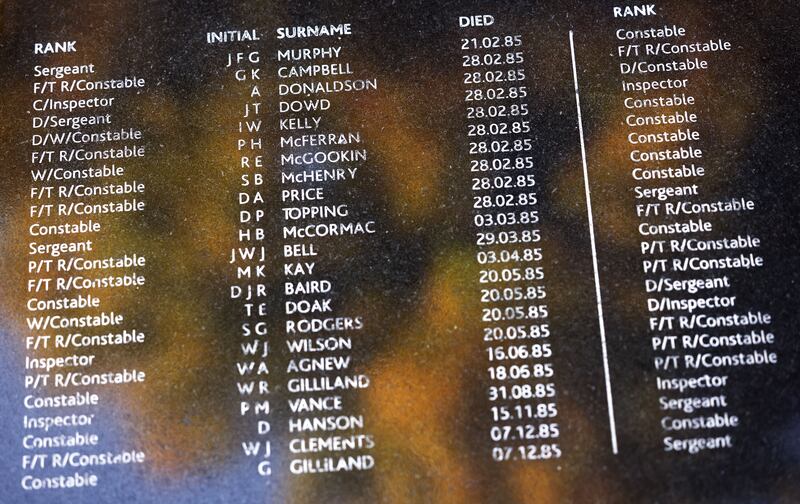 RANK INITIAL SURNAME DIED RANK
Sergeant J F G MURPHY 21.02.85 Constable
F/T R/Constable G K CAMPBELL 28.02.85 F/T R/Constable
C/Inspector A DONALDSON 28.02.85 D/Constable
D/Sergeant J T DOWD 28.02.85 Inspector
D/W/Constable I W KELLY 28.02.85 Constable
F/T R/Constable P H McFERRAN 28.02.85 Constable
W/Constable R E McGOOKIN 28.02.85 Constable
F/T R/Constable S B McHENRY 28.02.85 Constable
F/T R/Constable D A PRICE 28.02.85 Constable
Constable D P TOPPING 28.02.85 Sergeant
Sergeant H B McCORMAC 03.03.85 F/T R/Constable
P/T R/Constable J W J BELL 29.03.85 Constable
F/T R/Constable M K KAY 03.04.85 P/T R/Constable
Constable D J R BAIRD 20.05.85 P/T R/Constable
W/Constable T E DOAK 20.05.85 D/Sergeant
F/T R/Constable S G RODGERS 20.05.85 D/Inspector
Inspector W J WILSON 20.05.85 F/T R/Constable
P/T R/Constable W A AGNEW 16.06.85 P/T R/Constable
Constable W R GILLILAND 18.06.85 P/T R/Constable
Inspector P M VANCE 31.08.85 Inspector
Constable D HANSON 15.11.85 Sergeant
F/T R/Constable W J CLEMENTS 07.12.85 Constable
Constable G GILLILAND 07.12.85 Sergeant